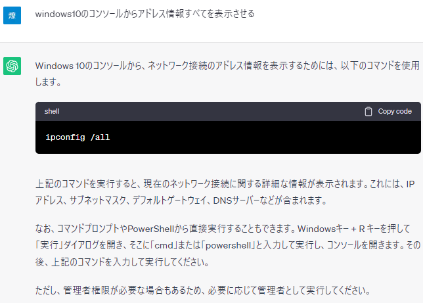 windows10のコンソールからアドレス情報すべてを表示させる
Windows 10のコンソールから、ネットワーク接続のアドレス情報を表示するためには、以下のコマンドを使用
します。
shell
Copy code
ipconfig /all
上記のコマンドを実行すると、現在のネットワーク接続に関する詳細な情報が表示されます。これには、IP
アドレス、サブネットマスク、デフォルトゲートウェイ、DNSサーバーなどが含まれます。
なお、コマンドプロンプトやPowerShellから直接実行することもできます。Windowsキー + R キーを押して
「実行」ダイアログを開き、そこに「cmd」または「powershell」と入力して実行し、コンソールを開きます。その
後、上記のコマンドを入力して実行してください。
ただし、管理者権限が必要な場合もあるため、必要に応じて管理者として実行してください。